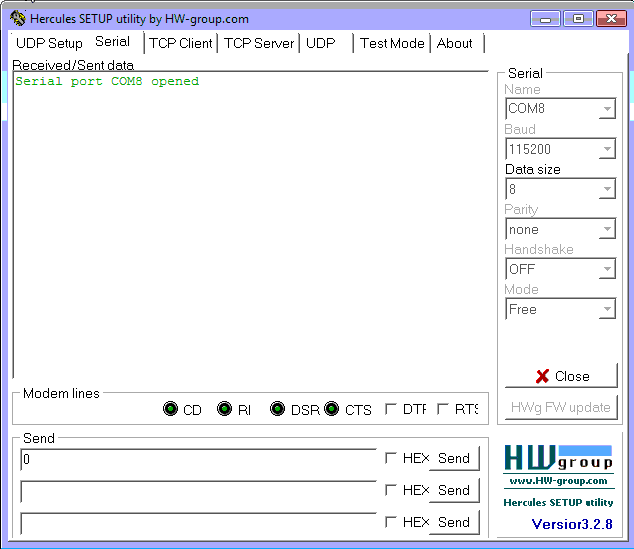 Hercules SETUP utility by HW-group.com
UDP Setup Serial TCP Client TCP Server UDP Test Mode About
Received/Sent data
Serial port COM8 opened
Serial
Name
COM8
Baud
115200
Data size
8
Parity
none
Handshake
OFF
Mode
Free
Close
HWg FW update
Modem lines
CD RI DSR CTS DTR RTS
Send
0 HEX Send
HEX Send
HEX Send
HW group
www.HW-group.com
Hercules SETUP utility
Version3.2.8